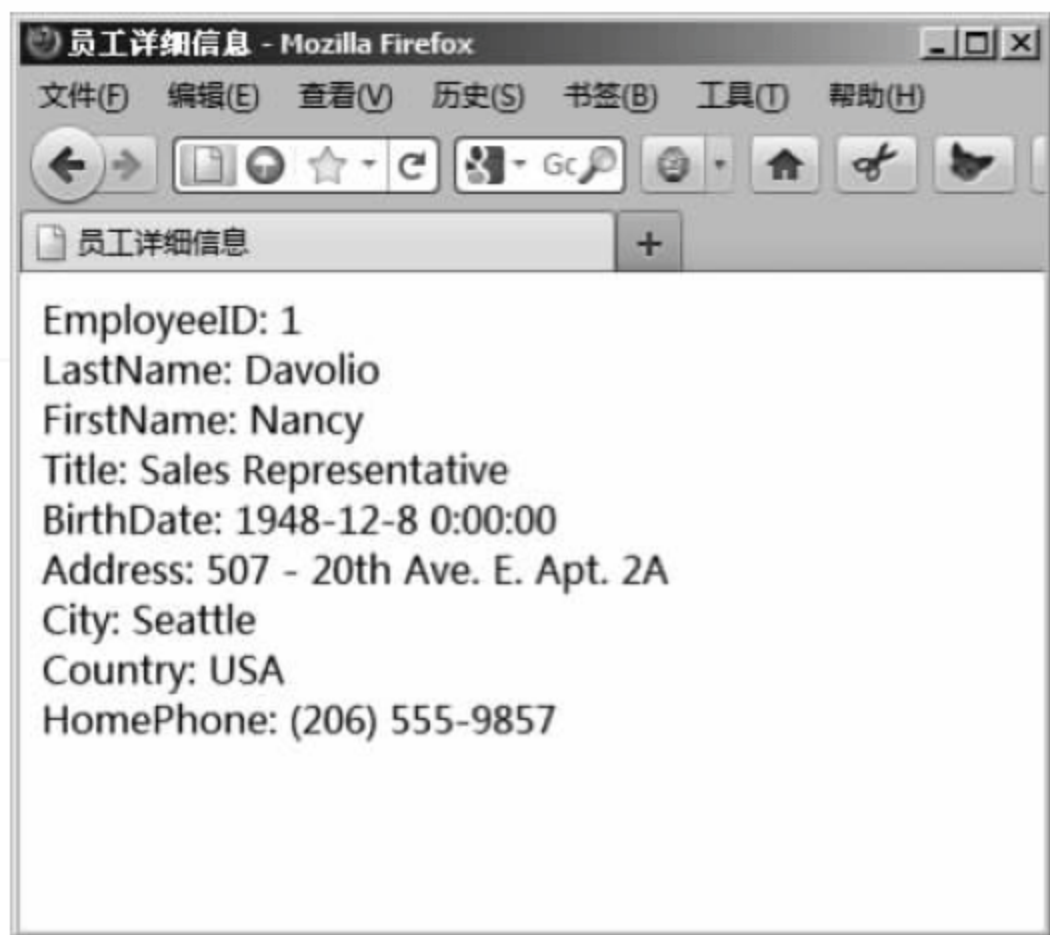 员工详细信息 - Mozilla Firefox
文件(F) 编辑(E) 查看(V) 历史(S) 书签(B) 工具(T) 帮助(H)
Gc
员工详细信息
EmployeeID: 1
LastName: Davolio
FirstName: Nancy
Title: Sales Representative
BirthDate: 1948-12-8 0:00:00
Address: 507 - 20th Ave. E. Apt. 2A
City: Seattle
Country: USA
HomePhone: (206) 555-9857